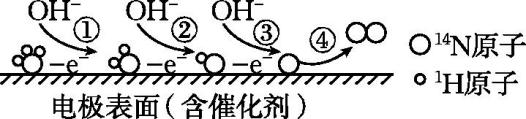 OH⁻ OH⁻ OH⁻
① ② ③ ④
−e⁻ −e⁻ −e⁻
¹⁴N原子
¹H原子
电极表面(含催化剂)